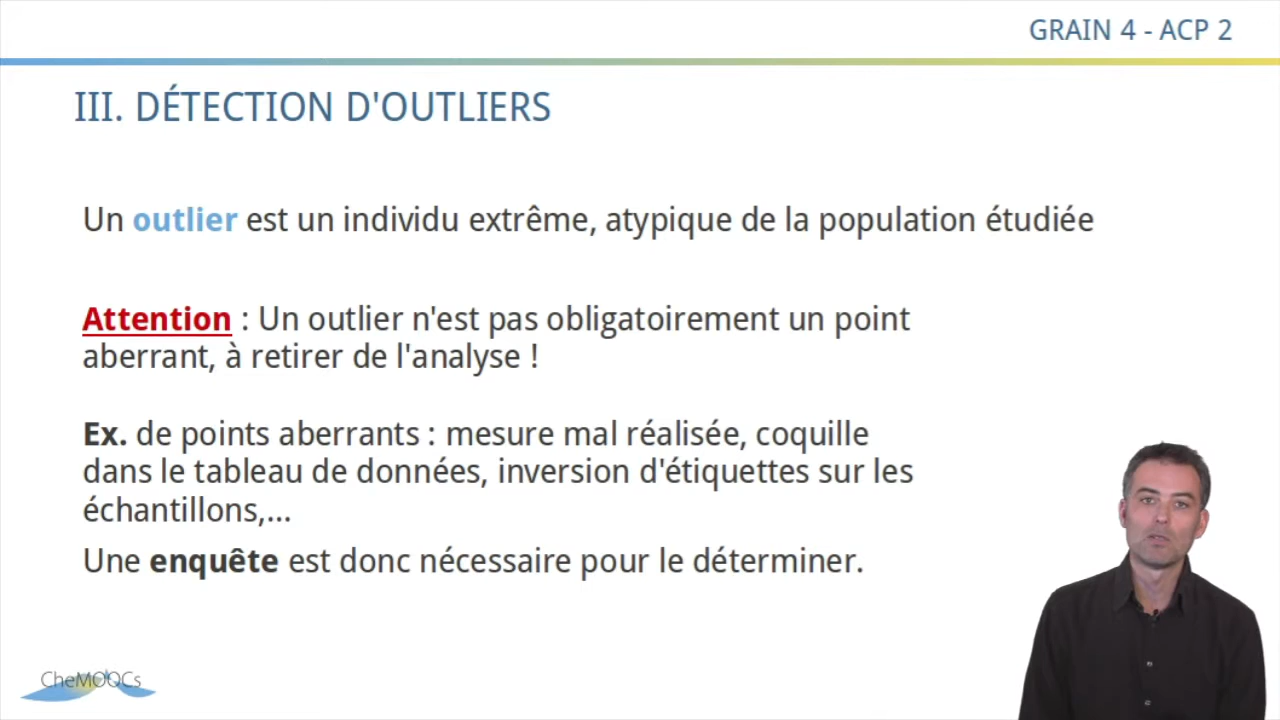 GRAIN 4 - ACP 2
III. DÉTECTION D'OUTLIERS
Un outlier est un individu extrême, atypique de la population étudiée
Attention : Un outlier n'est pas obligatoirement un point
aberrant, à retirer de l'analyse !
Ex. de points aberrants : mesure mal réalisée, coquille
dans le tableau de données, inversion d'étiquettes sur les
échantillons,...
Une enquête est donc nécessaire pour le déterminer.
CheMOOCs